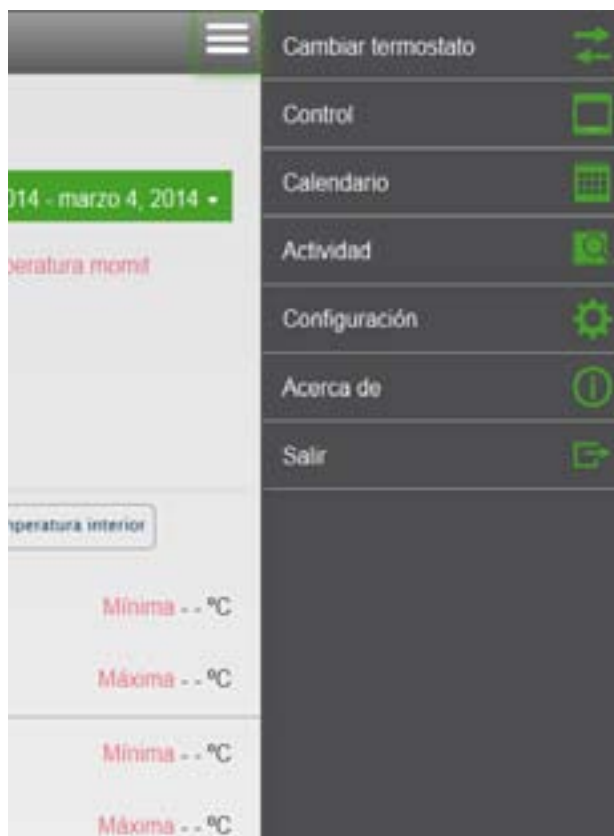 Cambiar termostato
Control
Calendario
Actividad
Configuración
Acerca de
Salir
014 - marzo 4, 2014
peratura momit
mperatura interior
Mínima - - ºC
Máxima - - ºC
Mínima - - ºC
Máxima - - ºC